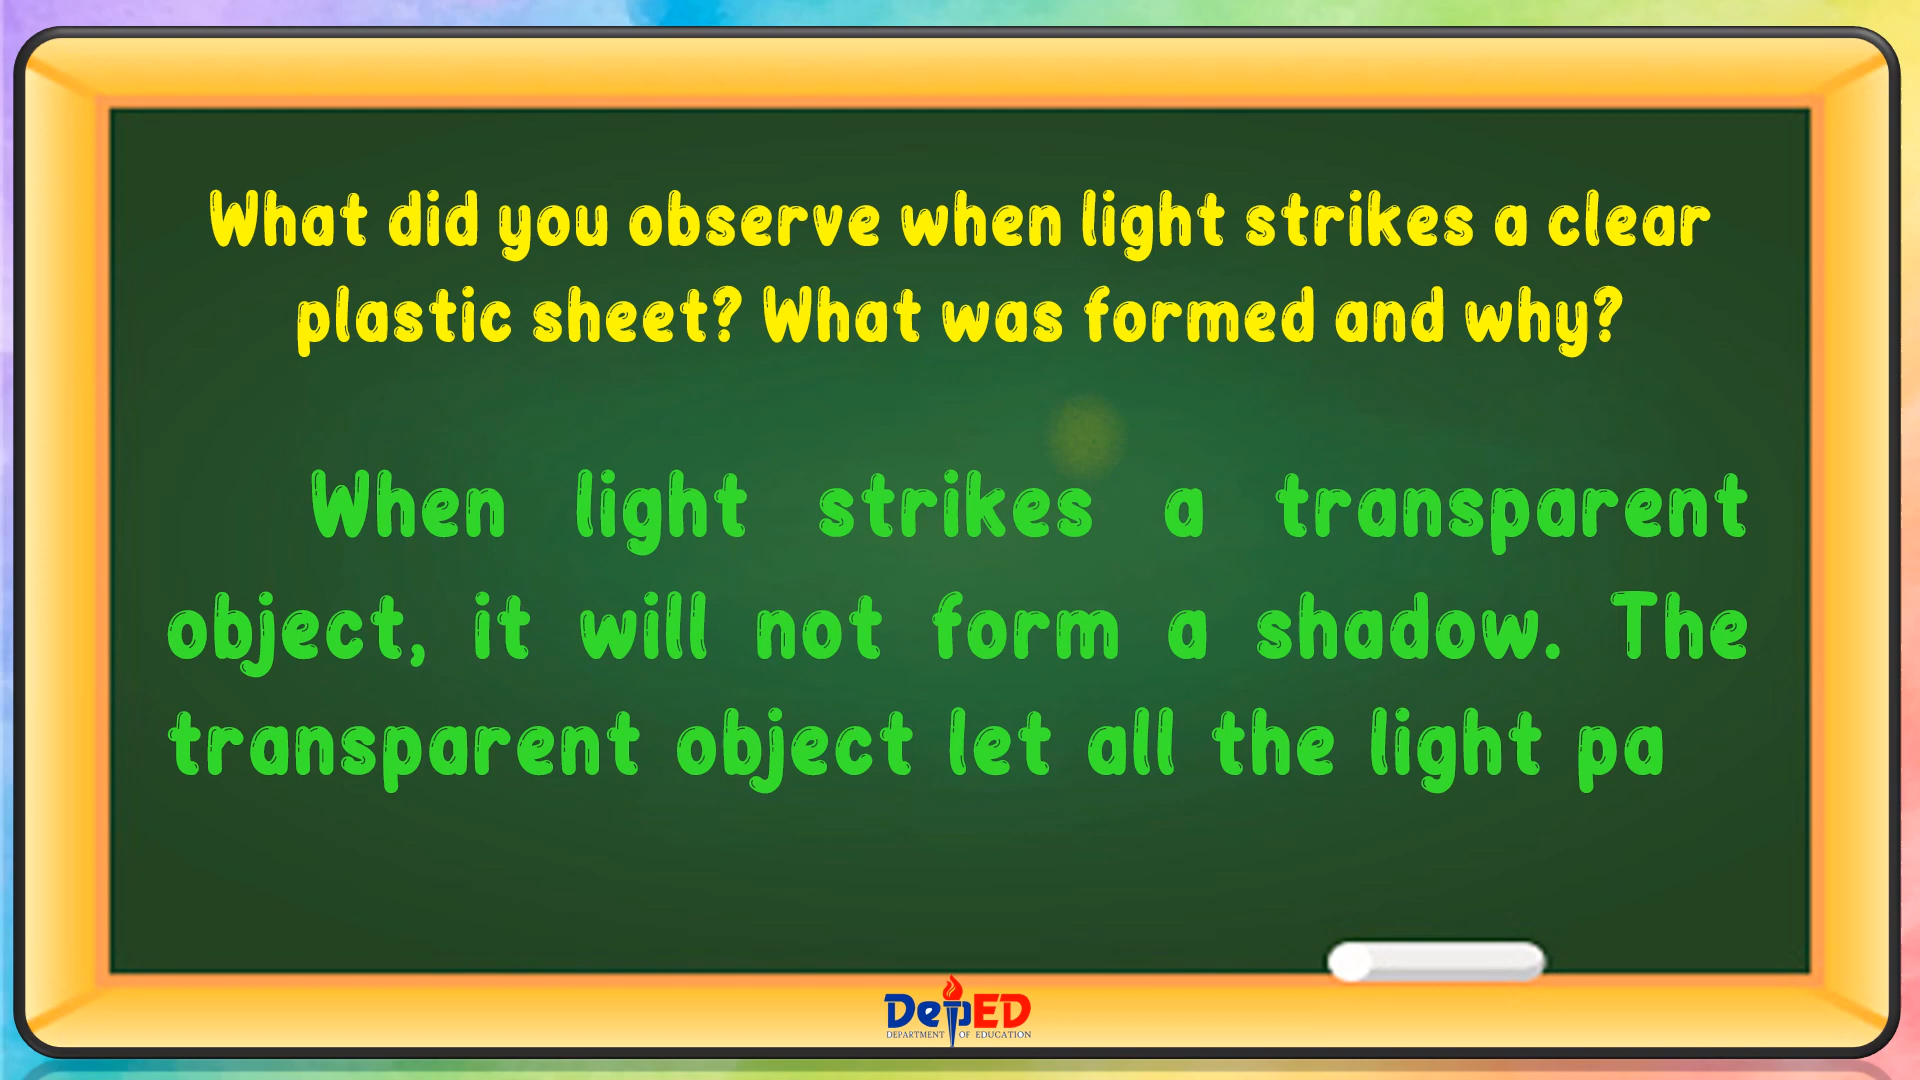 What did you observe when light strikes a clear
plastic sheet? What was formed and why?
When light strikes a transparent
object, it will not form a shadow. The
transparent object let all the light pa
DepED
DEPARTMENT OF EDUCATION